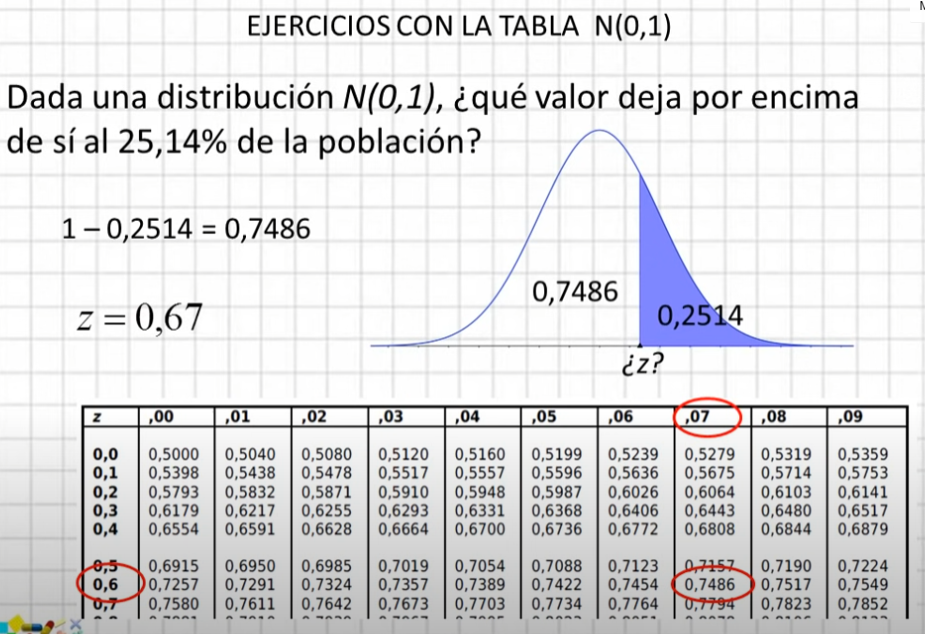 EJERCICIOS CON LA TABLA N(0,1)
Dada una distribución N(0,1), ¿qué valor deja por encima
de sí al 25,14% de la población?
1 – 0,2514 = 0,7486
z = 0,67
0,7486
0,2514
¿z?
z ,00 ,01 ,02 ,03 ,04 ,05 ,06 ,07 ,08 ,09
0,0 0,5000 0,5040 0,5080 0,5120 0,5160 0,5199 0,5239 0,5279 0,5319 0,5359
0,1 0,5398 0,5438 0,5478 0,5517 0,5557 0,5596 0,5636 0,5675 0,5714 0,5753
0,2 0,5793 0,5832 0,5871 0,5910 0,5948 0,5987 0,6026 0,6064 0,6103 0,6141
0,3 0,6179 0,6217 0,6255 0,6293 0,6331 0,6368 0,6406 0,6443 0,6480 0,6517
0,4 0,6554 0,6591 0,6628 0,6664 0,6700 0,6736 0,6772 0,6808 0,6844 0,6879
0,5 0,6915 0,6950 0,6985 0,7019 0,7054 0,7088 0,7123 0,7157 0,7190 0,7224
0,6 0,7257 0,7291 0,7324 0,7357 0,7389 0,7422 0,7454 0,7486 0,7517 0,7549
0,7 0,7580 0,7611 0,7642 0,7673 0,7703 0,7734 0,7764 0,7794 0,7823 0,7852